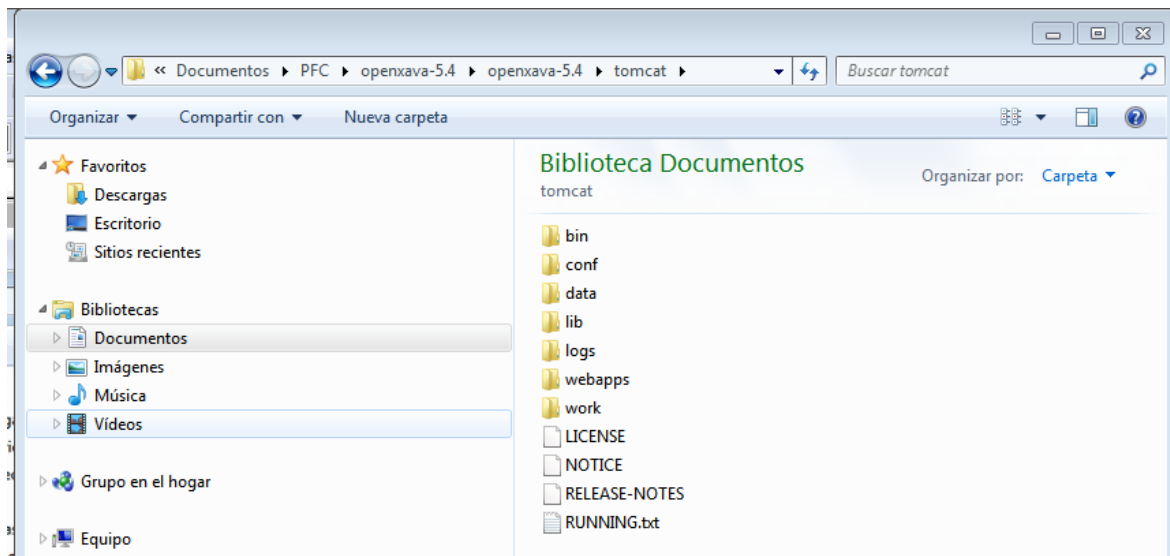 « Documentos PFC openxava-5.4 openxava-5.4 tomcat
Buscar tomcat
Organizar Compartir con Nueva carpeta
Favoritos
Descargas
Escritorio
Sitios recientes
Bibliotecas
Documentos
Imágenes
Música
Vídeos
Grupo en el hogar
Equipo
Biblioteca Documentos
tomcat
Organizar por: Carpeta
bin
conf
data
lib
logs
webapps
work
LICENSE
NOTICE
RELEASE-NOTES
RUNNING.txt